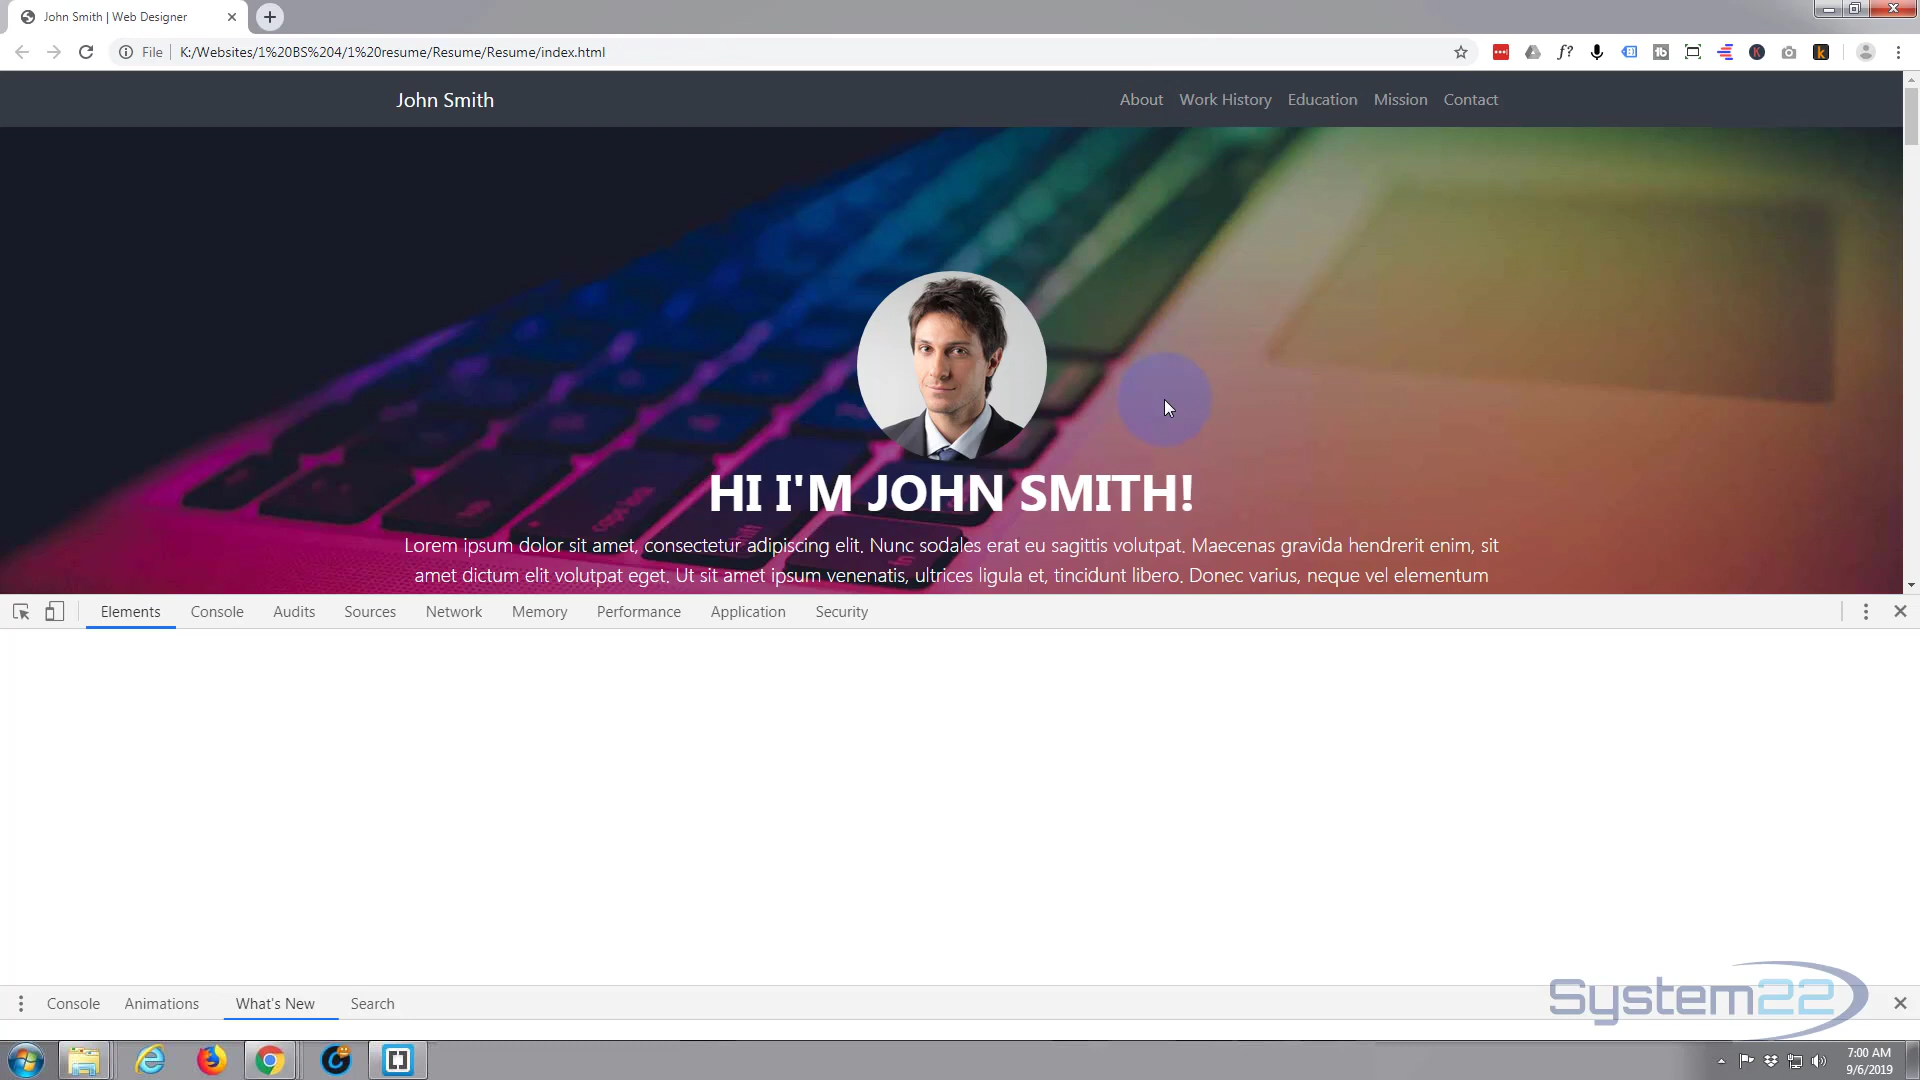 John Smith | Web Designer
File
K:/Websites/1%20BS%204/1%20resume/Resume/Resume/index.html
John Smith
About
Work History
Education
Mission
Contact
HI I'M JOHN SMITH!
Lorem ipsum dolor sit amet, consectetur adipiscing elit. Nunc sodales erat eu sagittis volutpat. Maecenas gravida hendrerit enim, sit
amet dictum elit volutpat eget. Ut sit amet ipsum venenatis, ultrices ligula et, tincidunt libero. Donec varius, neque vel elementum
Elements
Console
Audits
Sources
Network
Memory
Performance
Application
Security
Console
Animations
What's New
Search
System22
7:00 AM
9/6/2019